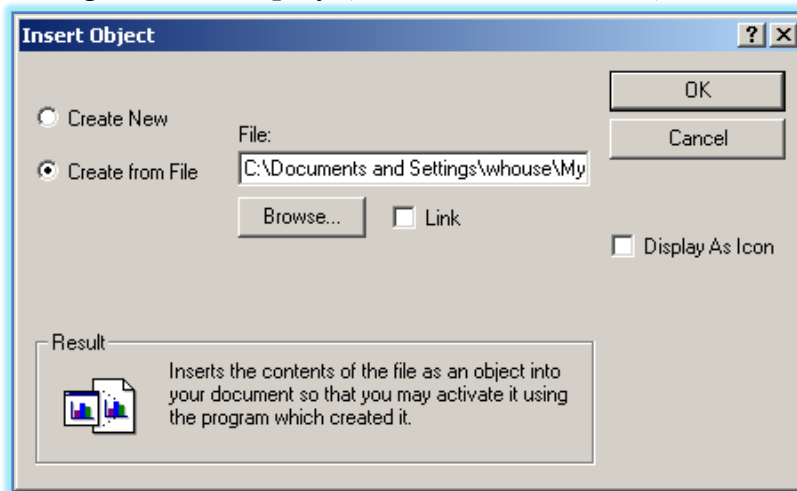 Insert Object
OK
Create New
File:
Cancel
Create from File
C:\Documents and Settings\whouse\My
Browse...
Link
Display As Icon
Result
Inserts the contents of the file as an object into
your document so that you may activate it using
the program which created it.